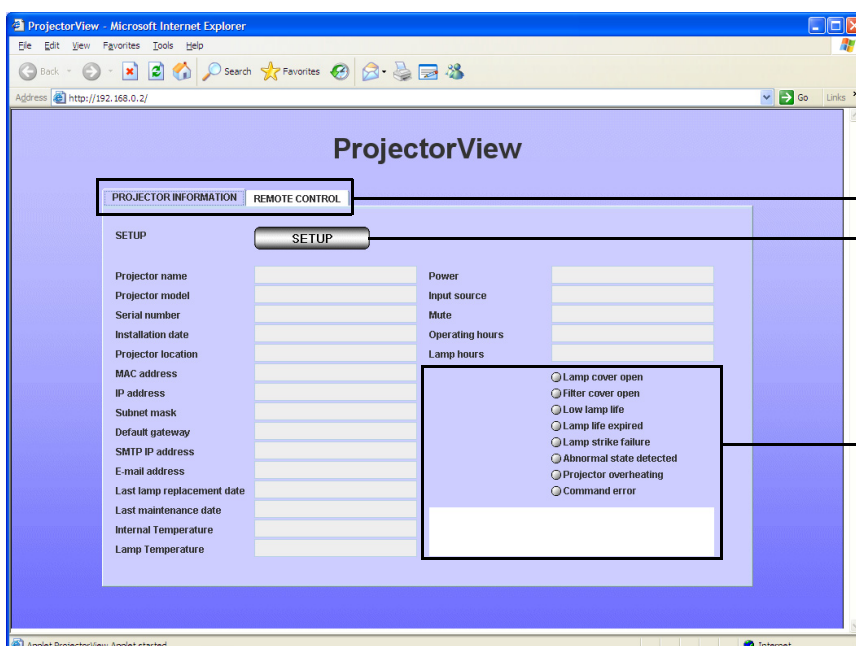 ProjectorView - Microsoft Internet Explorer
File Edit View Favorites Tools Help
Back Search Favorites
Address http://192.168.0.2/ Go Links
ProjectorView
PROJECTOR INFORMATION REMOTE CONTROL
SETUP SETUP
Projector name
Projector model
Serial number
Installation date
Projector location
MAC address
IP address
Subnet mask
Default gateway
SMTP IP address
E-mail address
Last lamp replacement date
Last maintenance date
Internal Temperature
Lamp Temperature
Power
Input source
Mute
Operating hours
Lamp hours
Lamp cover open
Filter cover open
Low lamp life
Lamp life expired
Lamp strike failure
Abnormal state detected
Projector overheating
Command error
Applet ProjectorView Applet started Internet